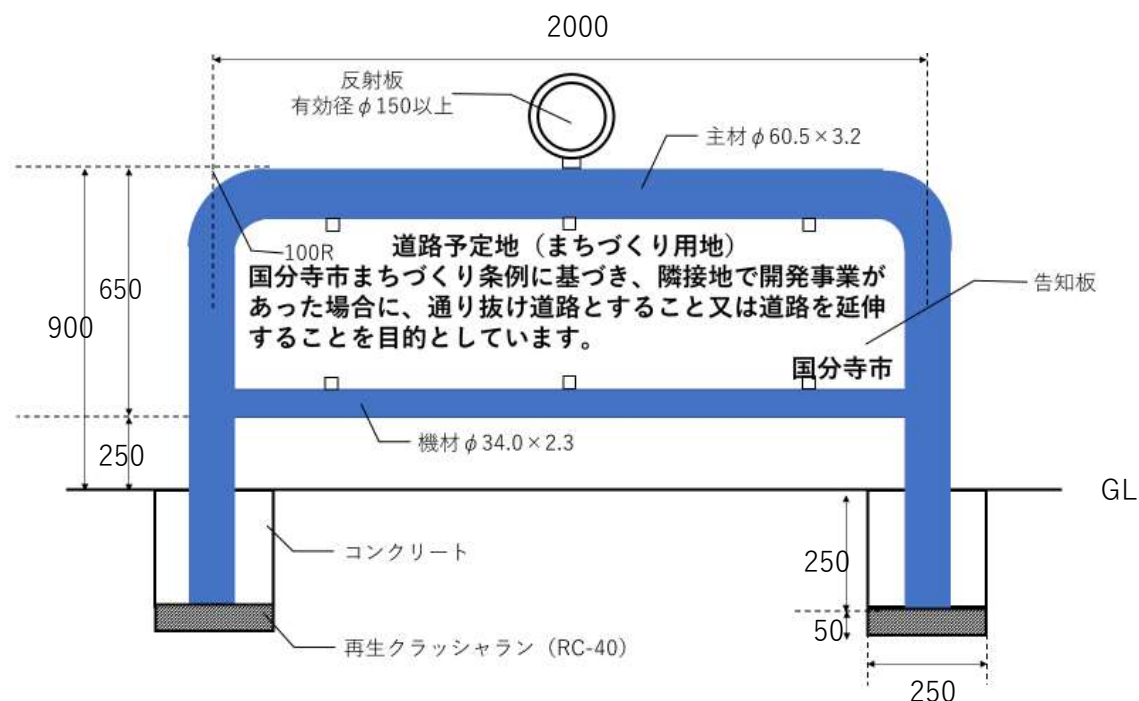 2000
反射板
有効径φ150以上
主材φ60.5×3.2
100R
道路予定地（まちづくり用地）
国分寺市まちづくり条例に基づき、隣接地で開発事業が
あった場合に、通り抜け道路とすること又は道路を延伸
することを目的としています。
国分寺市
告知板
650
900
250
機材φ34.0×2.3
GL
コンクリート
250
再生クラッシャラン（RC-40）
50
250